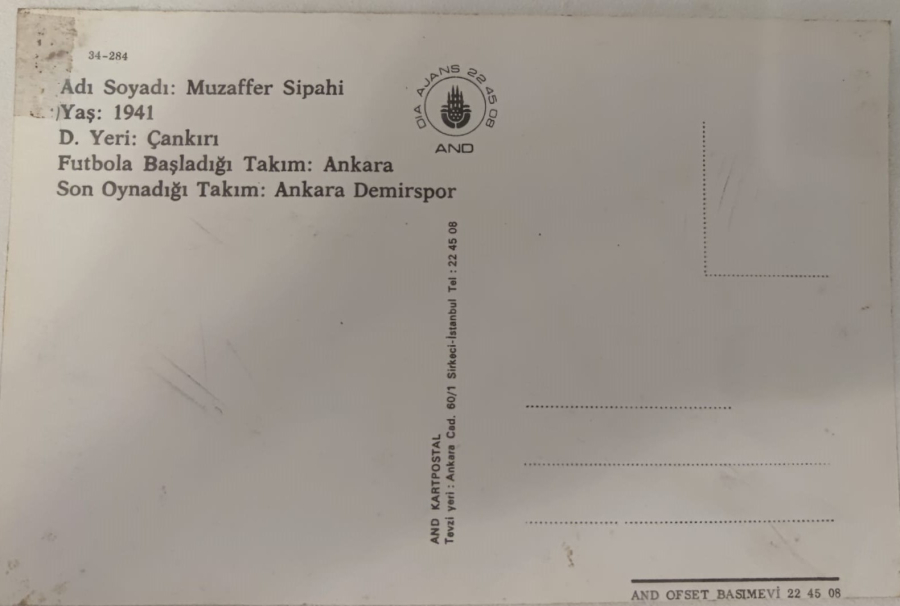 34-284
Adı Soyadı: Muzaffer Sipahi
Yaş: 1941
D. Yeri: Çankırı
Futbola Başladığı Takım: Ankara
Son Oynadığı Takım: Ankara Demirspor
DIA AJANS 22 45 08
AND
AND KARTPOSTAL
Tevzi yeri : Ankara Cad. 60/1 Sirkeci-İstanbul Tel : 22 45 08
AND OFSET BASIMEVİ 22 45 08